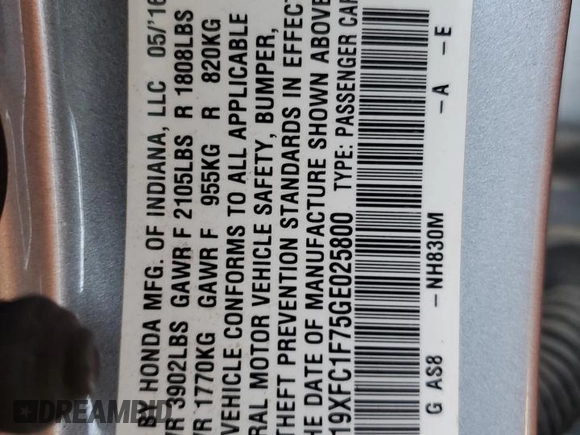 BY HONDA MFG. OF INDIANA, LLC 05/16
3902LBS GAWR F 2105LBS R 1808LBS
1770KG GAWR F 955KG R 820KG
VEHICLE CONFORMS TO ALL APPLICABLE
MOTOR VEHICLE SAFETY, BUMPER,
THEFT PREVENTION STANDARDS IN EFFECT
DATE OF MANUFACTURE SHOWN ABOVE
19XFC1F75GE025800 TYPE: PASSENGER CAR
G AS8 -NH830M -A -E
DREAMBID